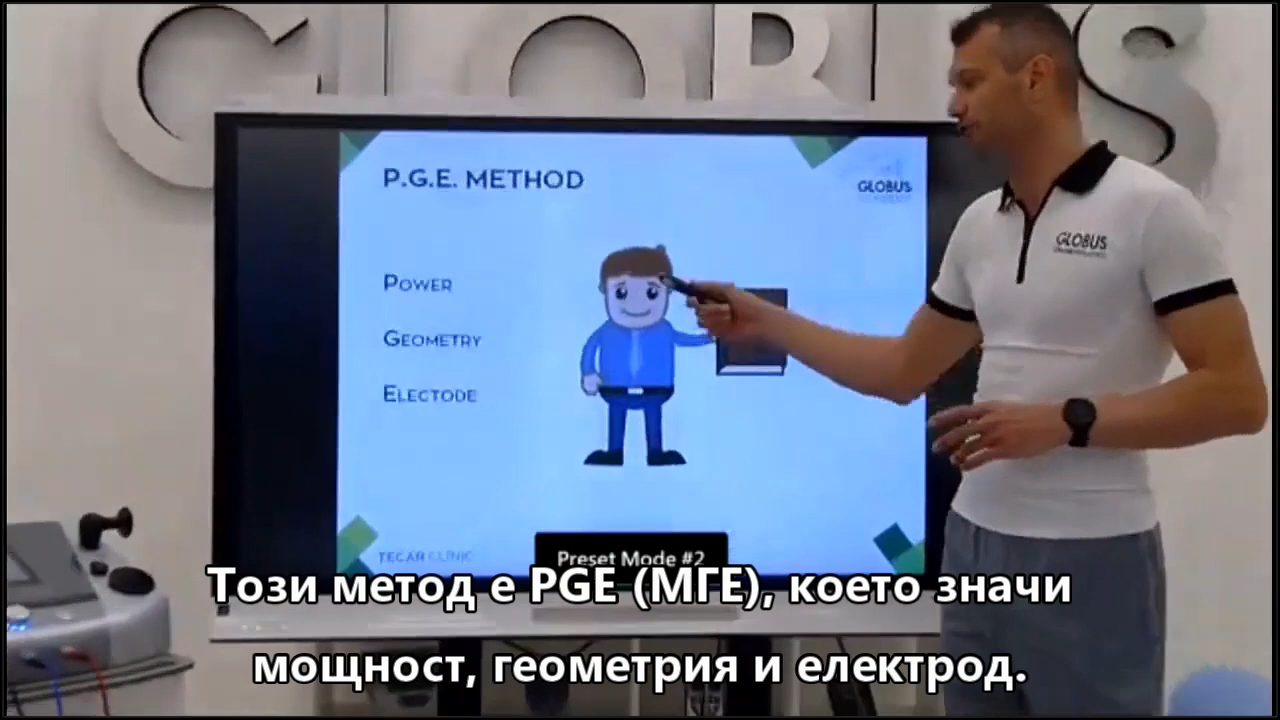 GLOBUS
P.G.E. METHOD
GLOBUS
GLOBUS
POWER
GEOMETRY
ELECTODE
TECAR CLINIC
Preset Mode #2
Този метод е PGE (МГЕ), което значи
мощност, геометрия и електрод.